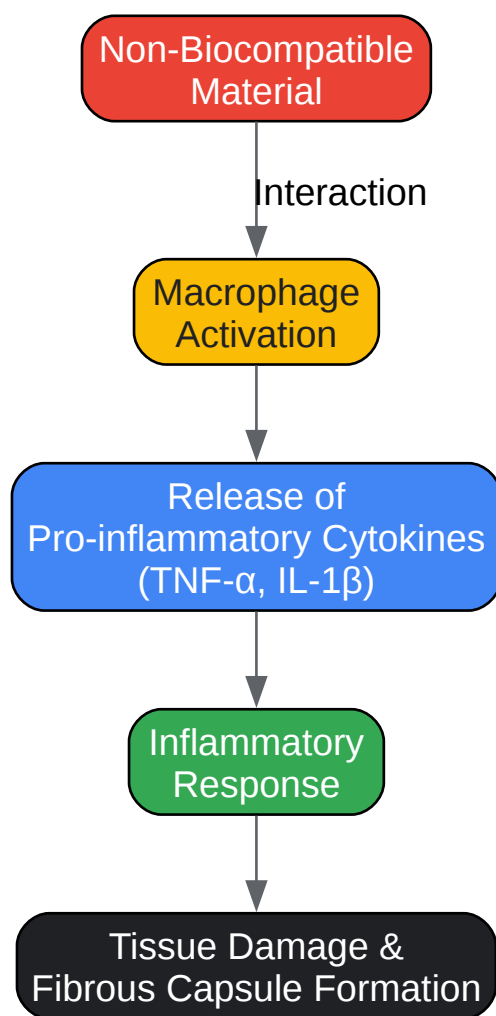 Non-Biocompatible
Material
Interaction
Macrophage
Activation
Release of
Pro-inflammatory Cytokines
(TNF-α, IL-1β)
Inflammatory
Response
Tissue Damage &
Fibrous Capsule Formation